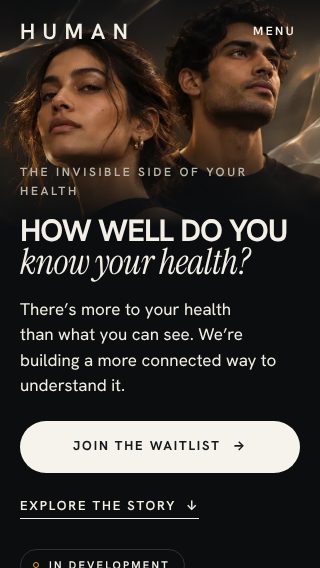 HUMAN
MENU
THE INVISIBLE SIDE OF YOUR
HEALTH
HOW WELL DO YOU
know your health?
There’s more to your health
than what you can see. We’re
building a more connected way to
understand it.
JOIN THE WAITLIST →
EXPLORE THE STORY ↓
IN DEVELOPMENT